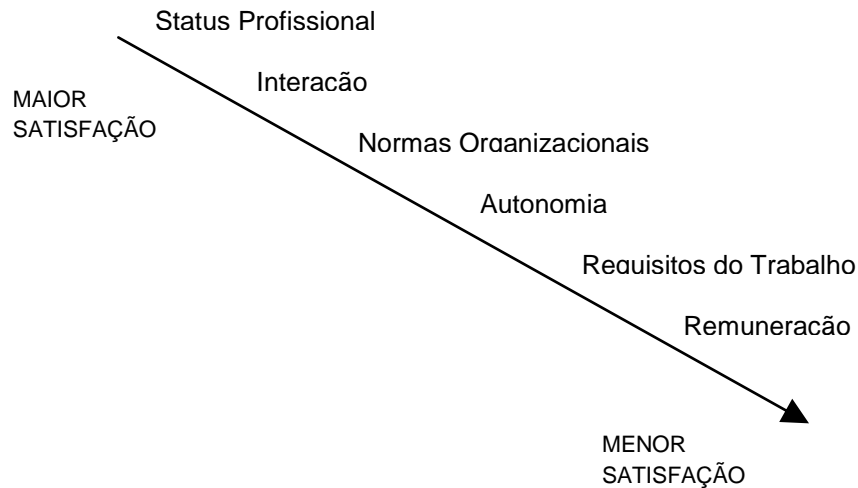 Status Profissional
Interação
MAIOR
SATISFAÇÃO
Normas Organizacionais
Autonomia
Requisitos do Trabalho
Remuneração
MENOR
SATISFAÇÃO